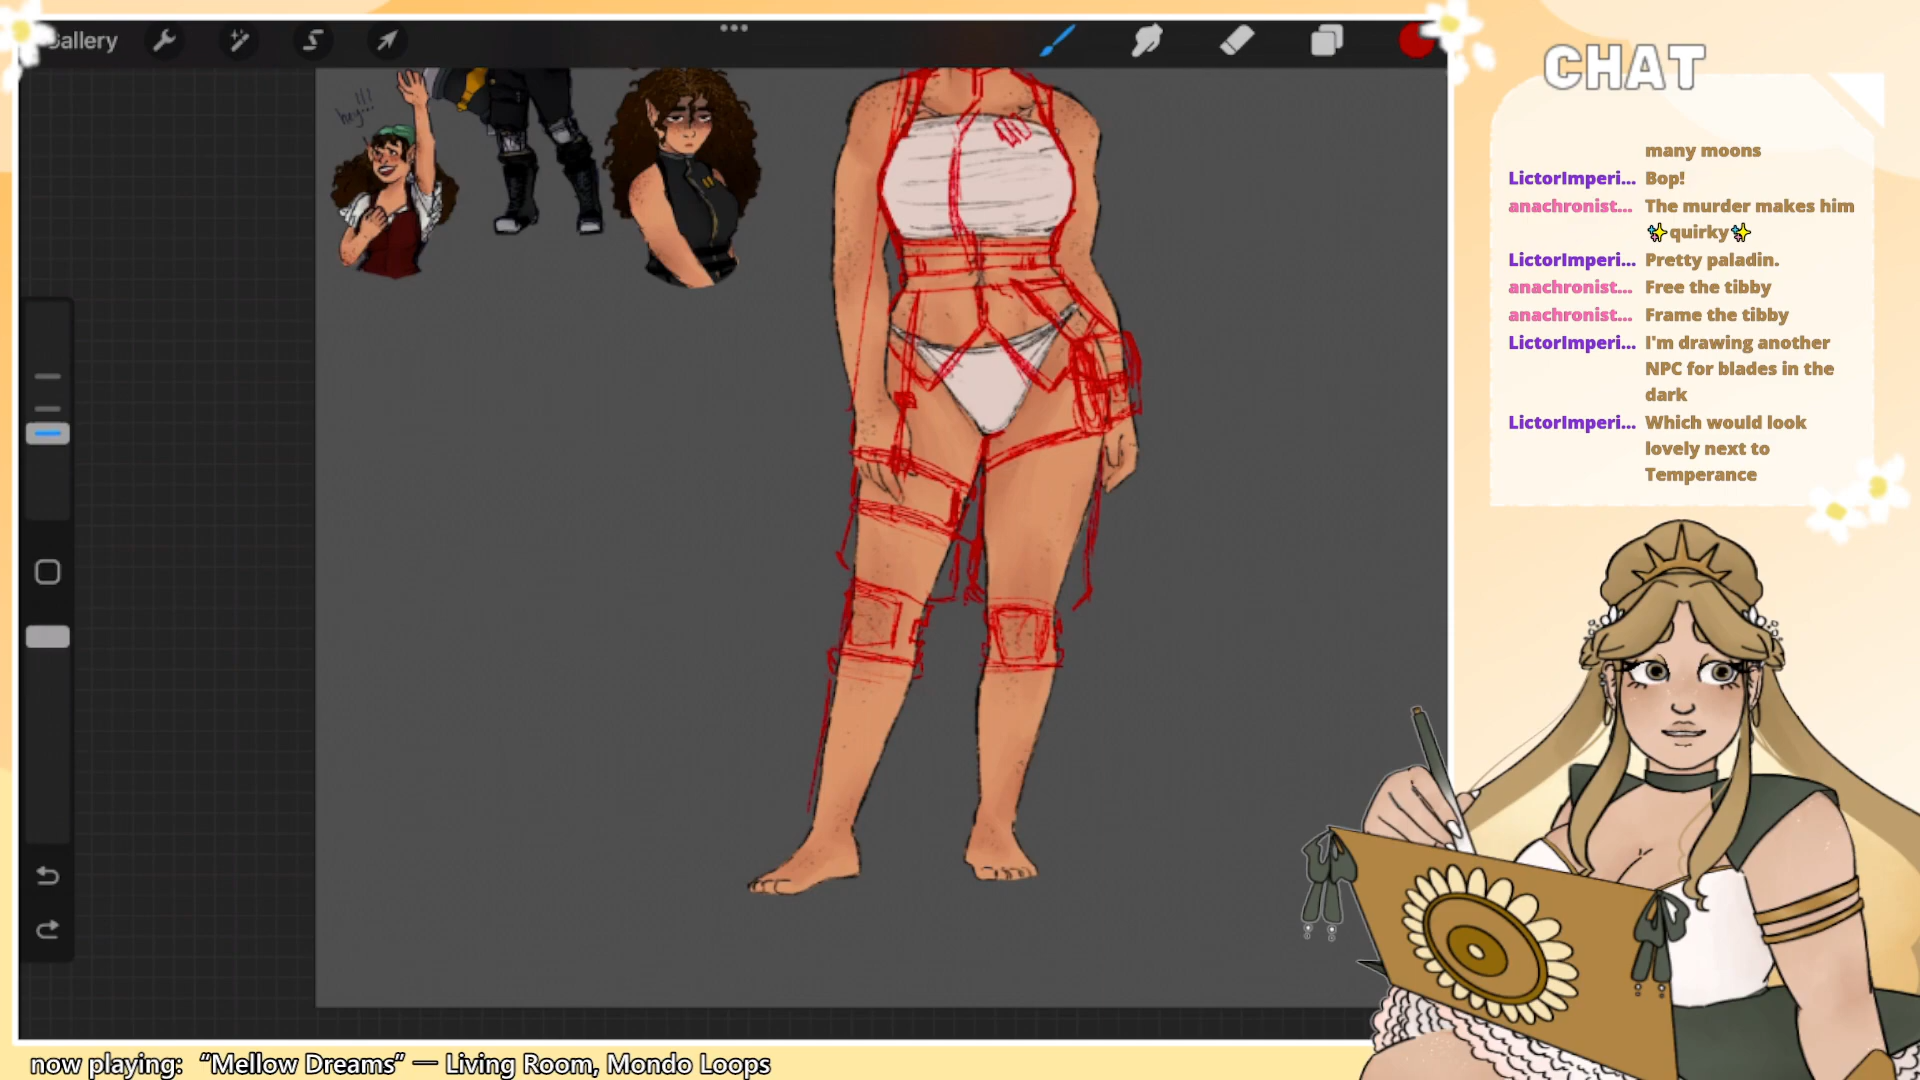 Gallery
CHAT
hey!!!
many moons
LictorImperi... Bop!
anachronist... The murder makes him
✨quirky✨
LictorImperi... Pretty paladin.
anachronist... Free the tibby
anachronist... Frame the tibby
LictorImperi... I'm drawing another
NPC for blades in the
dark
LictorImperi... Which would look
lovely next to
Temperance
now playing: “Mellow Dreams” — Living Room, Mondo Loops